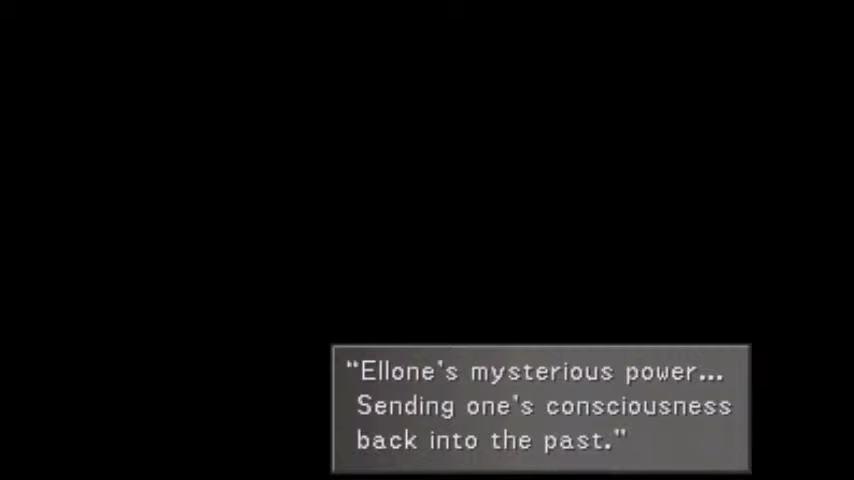 “Ellone's mysterious power...
Sending one's consciousness
back into the past.”